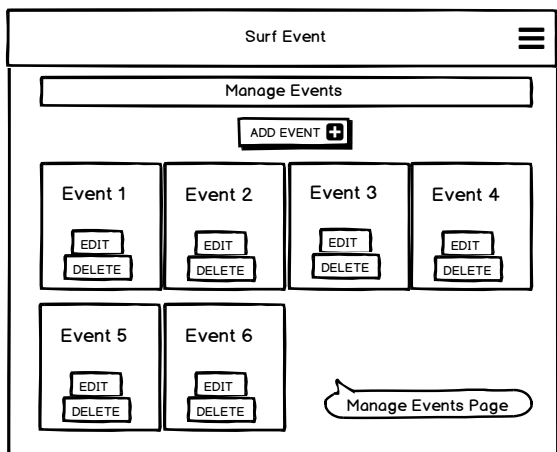 Surf Event
Manage Events
ADD EVENT
Event 1
EDIT
DELETE
Event 2
EDIT
DELETE
Event 3
EDIT
DELETE
Event 4
EDIT
DELETE
Event 5
EDIT
DELETE
Event 6
EDIT
DELETE
Manage Events Page